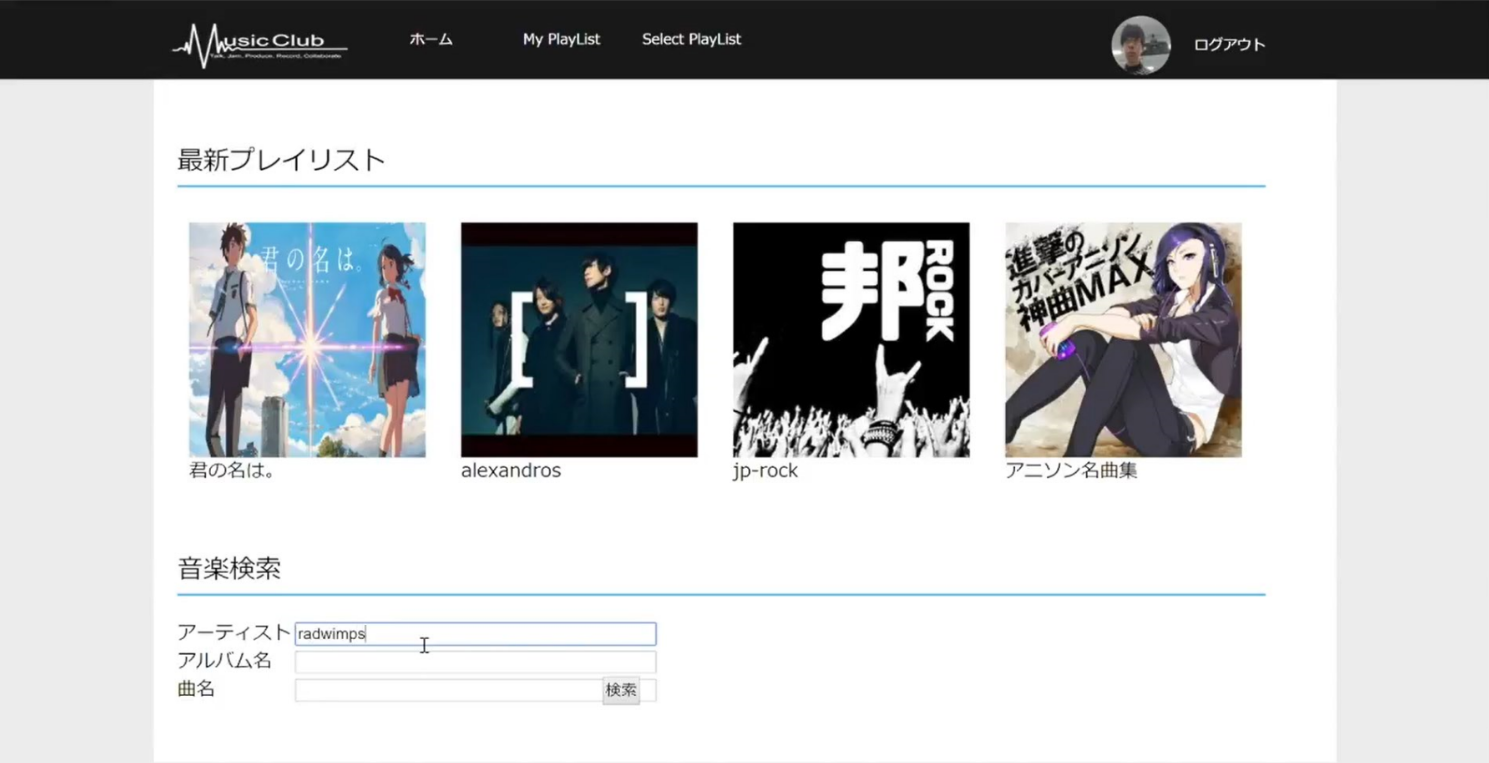 Music Club
Talk, Jam, Produce, Record, Collaborate
ホーム
My PlayList
Select PlayList
ログアウト
最新プレイリスト
君の名は。
[ ]
邦
ROCK
進撃の
カバーアニソン
神曲MAX
君の名は。
alexandros
jp-rock
アニソン名曲集
音楽検索
アーティスト radwimps
アルバム名
曲名 検索